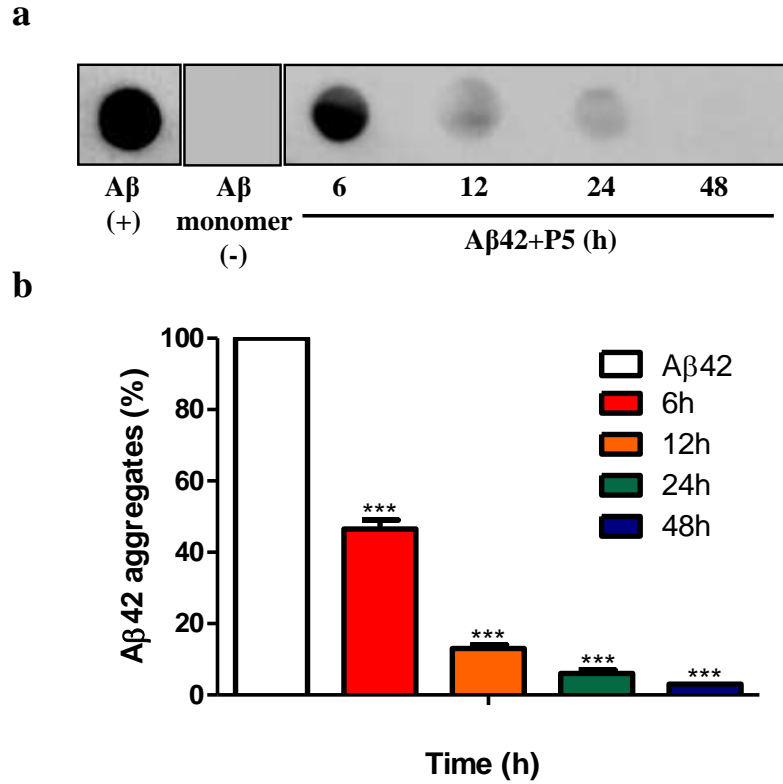 a
Aβ Aβ 6 12 24 48
(+) monomer Aβ42+P5 (h)
(-)
b
100
80
60
40
20
0
Aβ42 aggregates (%)
***
***
***
***
Aβ42
6h
12h
24h
48h
Time (h)